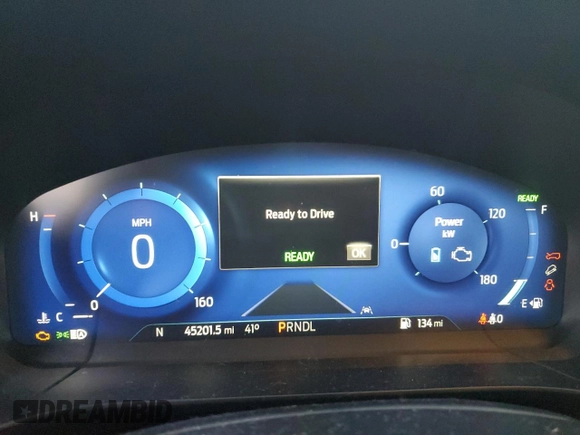 Ready to Drive
READY
OK
H
C
MPH
0
0
160
60
120
180
0
Power
kW
READY
F
E
N 45201.5 mi 41° PRNDL 134 mi
0
DREAMBID